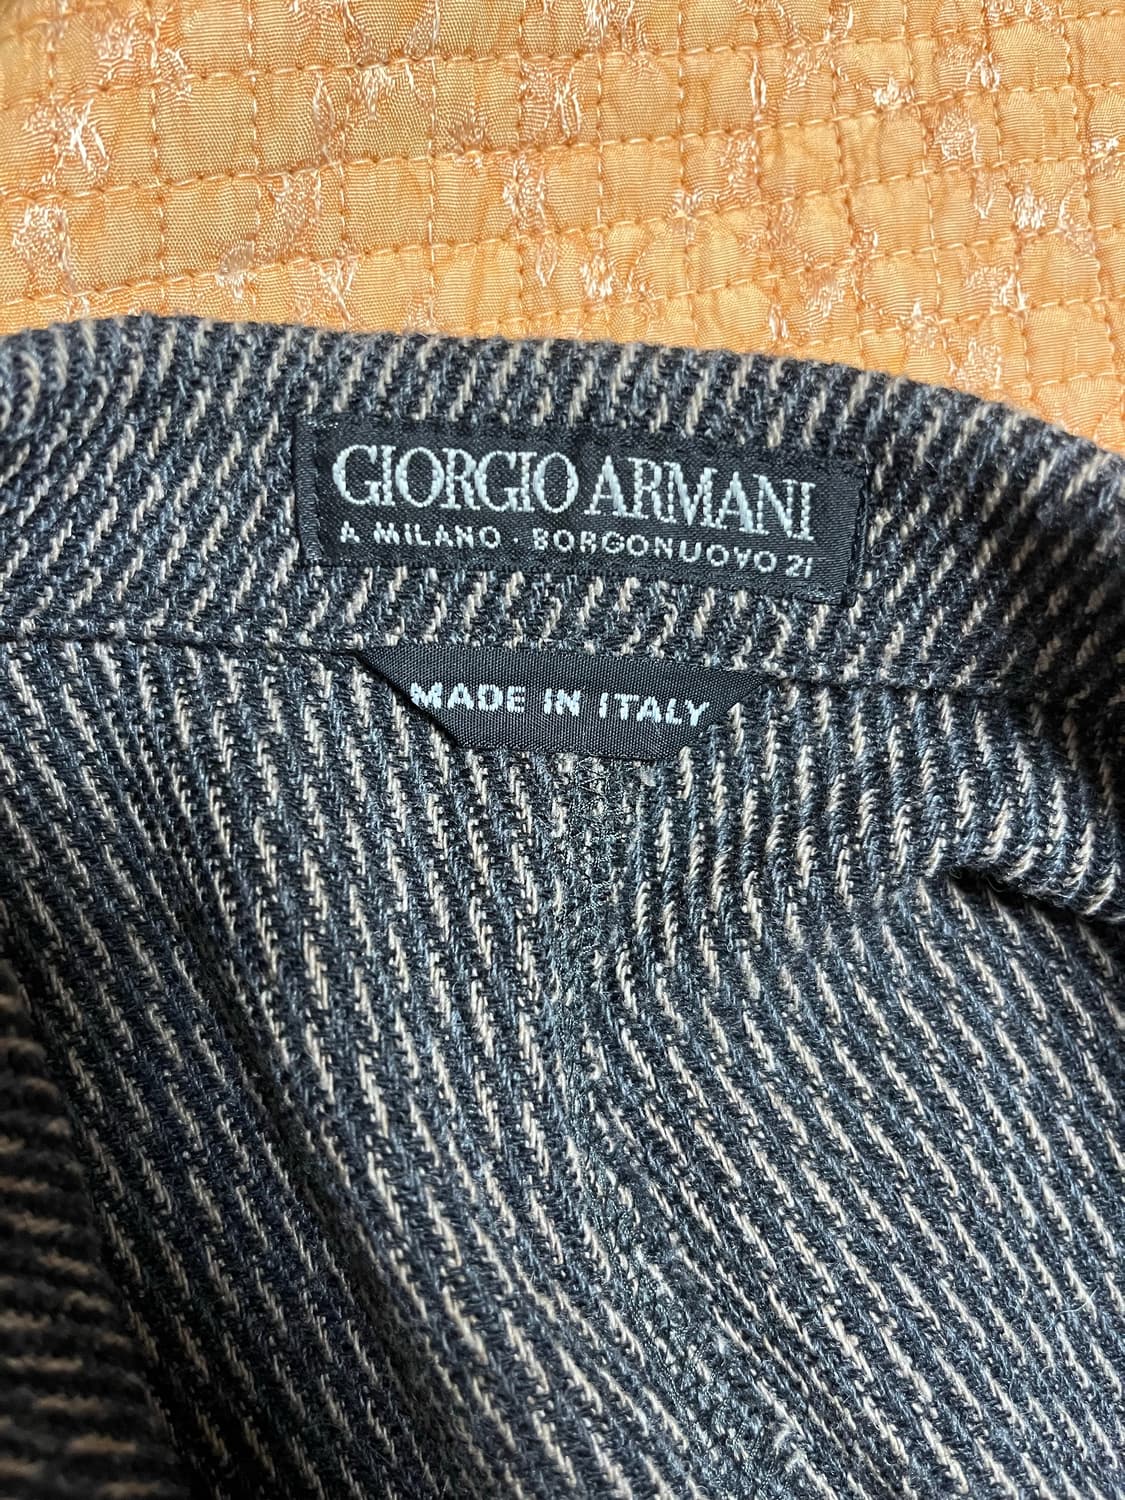 GIORGIO ARMANI
A MILANO · BORGONUOVO 21
MADE IN ITALY